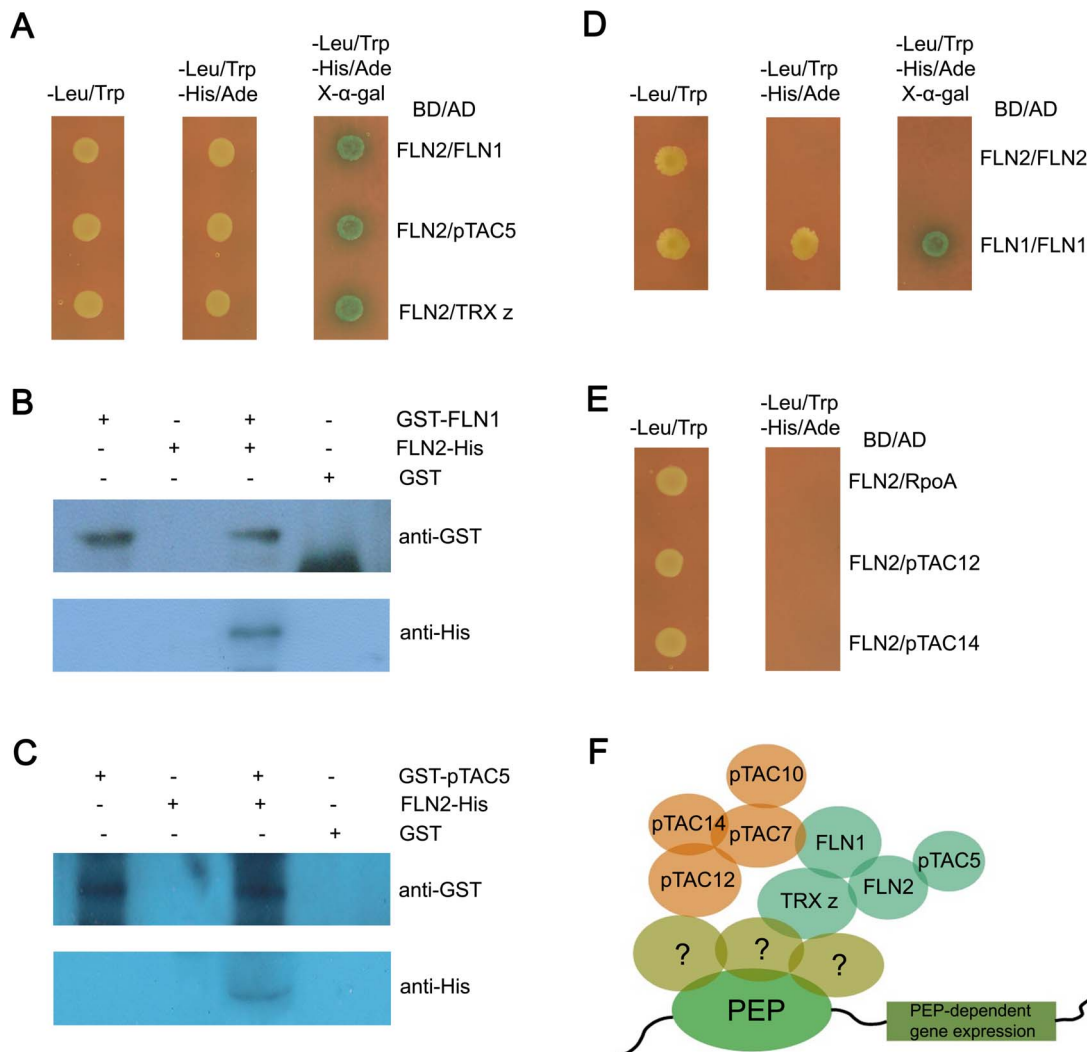 A
-Leu/Trp
-Leu/Trp
-His/Ade
-Leu/Trp
-His/Ade
X-α-gal
BD/AD
FLN2/FLN1
FLN2/pTAC5
FLN2/TRX z
B
+ - + - GST-FLN1
- + + - FLN2-His
- - - + GST
anti-GST
anti-His
C
+ - + - GST-pTAC5
- + + - FLN2-His
- - - + GST
anti-GST
anti-His
D
-Leu/Trp
-Leu/Trp
-His/Ade
-Leu/Trp
-His/Ade
X-α-gal
BD/AD
FLN2/FLN2
FLN1/FLN1
E
-Leu/Trp
-Leu/Trp
-His/Ade
BD/AD
FLN2/RpoA
FLN2/pTAC12
FLN2/pTAC14
F
pTAC10
pTAC14
pTAC7
FLN1
pTAC5
pTAC12
TRX z
FLN2
?
?
?
PEP
PEP-dependent
gene expression